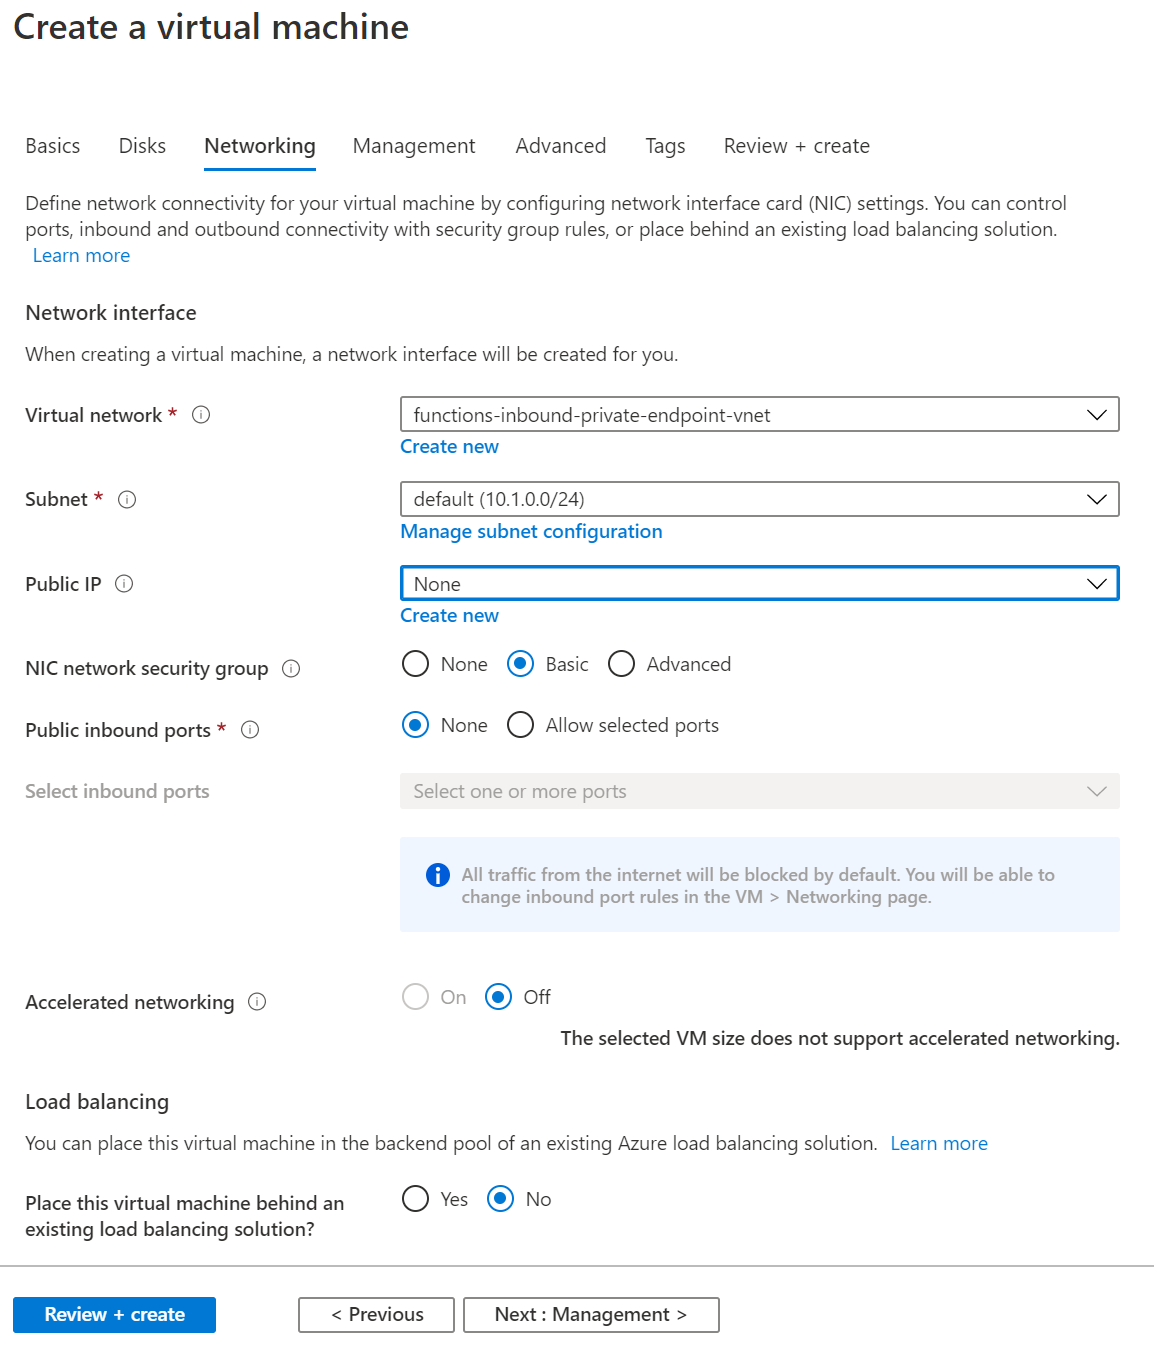 Create a virtual machine
Basics Disks Networking Management Advanced Tags Review + create
Define network connectivity for your virtual machine by configuring network interface card (NIC) settings. You can control
ports, inbound and outbound connectivity with security group rules, or place behind an existing load balancing solution.
Learn more
Network interface
When creating a virtual machine, a network interface will be created for you.
Virtual network * functions-inbound-private-endpoint-vnet
Create new
Subnet * default (10.1.0.0/24)
Manage subnet configuration
Public IP None
Create new
NIC network security group None Basic Advanced
Public inbound ports * None Allow selected ports
Select inbound ports Select one or more ports
All traffic from the internet will be blocked by default. You will be able to
change inbound port rules in the VM > Networking page.
Accelerated networking On Off
The selected VM size does not support accelerated networking.
Load balancing
You can place this virtual machine in the backend pool of an existing Azure load balancing solution. Learn more
Place this virtual machine behind an Yes No
existing load balancing solution?
Review + create < Previous Next : Management >